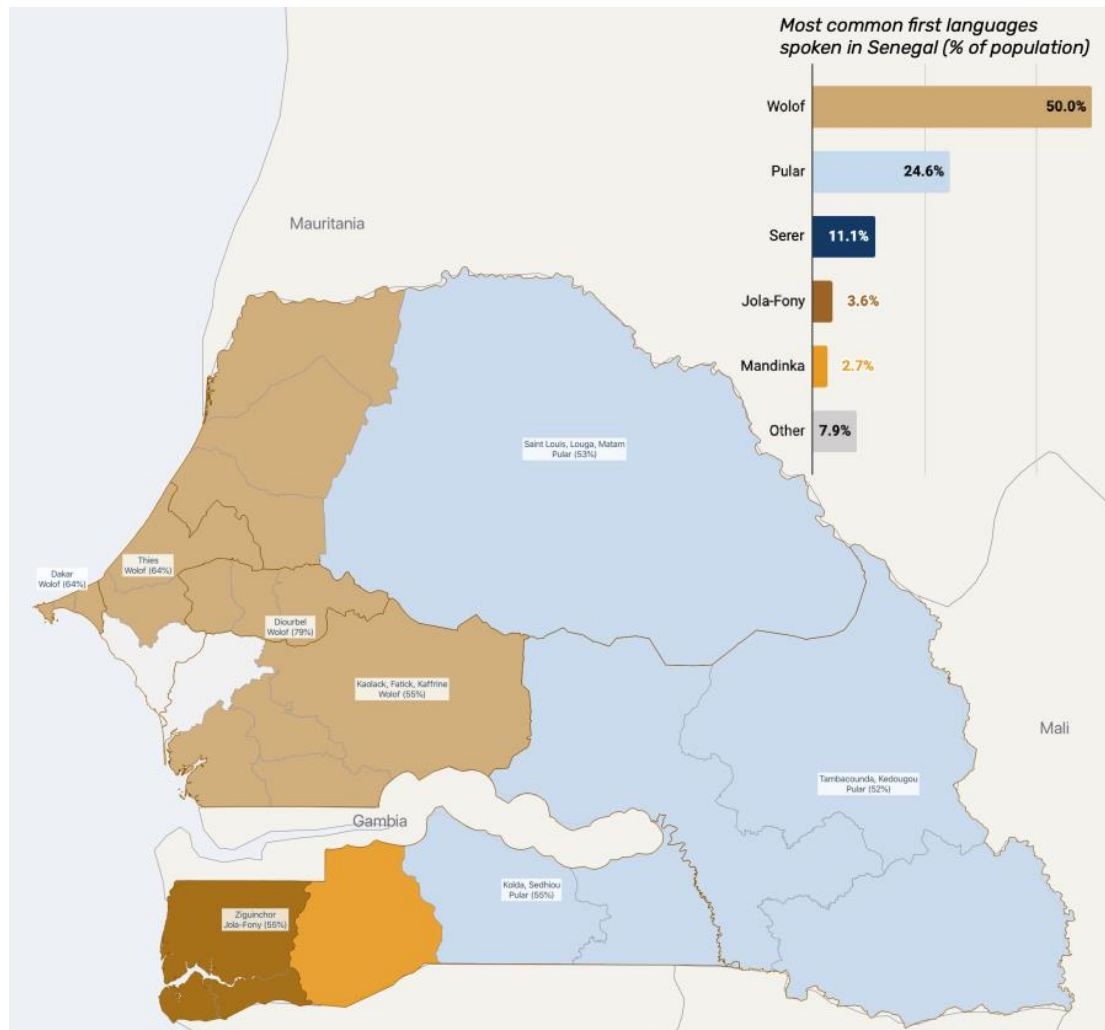 Most common first languages
spoken in Senegal (% of population)
Wolof
50.0%
Pular
24.6%
Serer
11.1%
Jola-Fony
3.6%
Mandinka
2.7%
Other
7.9%
Mauritania
Saint Louis, Louga, Matam
Pular (53%)
Thies
Wolof (64%)
Dakar
Wolof (64%)
Diourbel
Wolof (79%)
Kaolack, Fatick, Kaffrine
Wolof (55%)
Mali
Tambacounda, Kedougou
Pular (52%)
Gambia
Kolda, Sedhiou
Pular (55%)
Ziguinchor
Jola-Fony (55%)